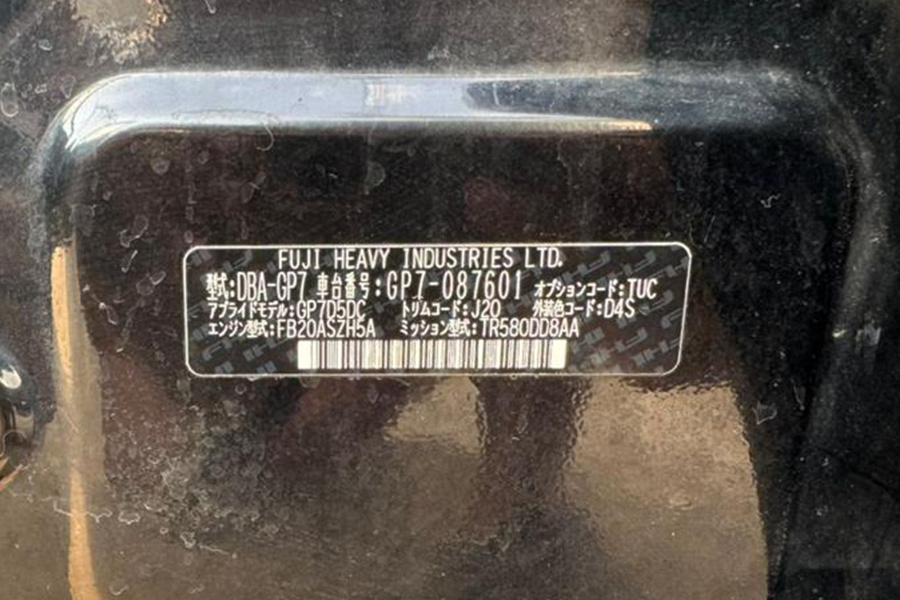 FUJI HEAVY INDUSTRIES LTD.
型式:DBA-GP7 車台番号:GP7-087601 オプションコード:TUC
アプライドモデル:GP7D5DC トリムコード:J20 外装色コード:D4S
エンジン型式:FB20ASZH5A ミッション型式:TR580DD8AA